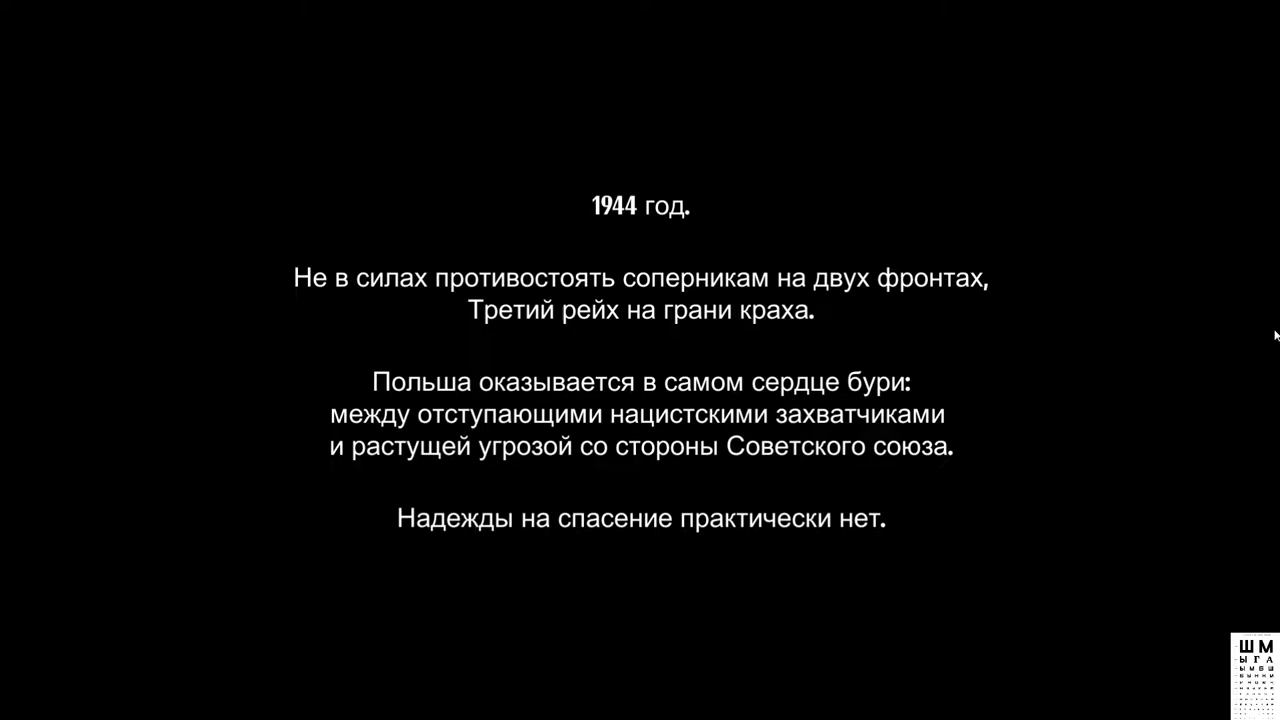 1944 год.
Не в силах противостоять соперникам на двух фронтах,
Третий рейх на грани краха.
Польша оказывается в самом сердце бури:
между отступающими нацистскими захватчиками
и растущей угрозой со стороны Советского союза.
Надежды на спасение практически нет.
Ш М
Ы Г А
Ы М Б Ш
Б Ы Н К И